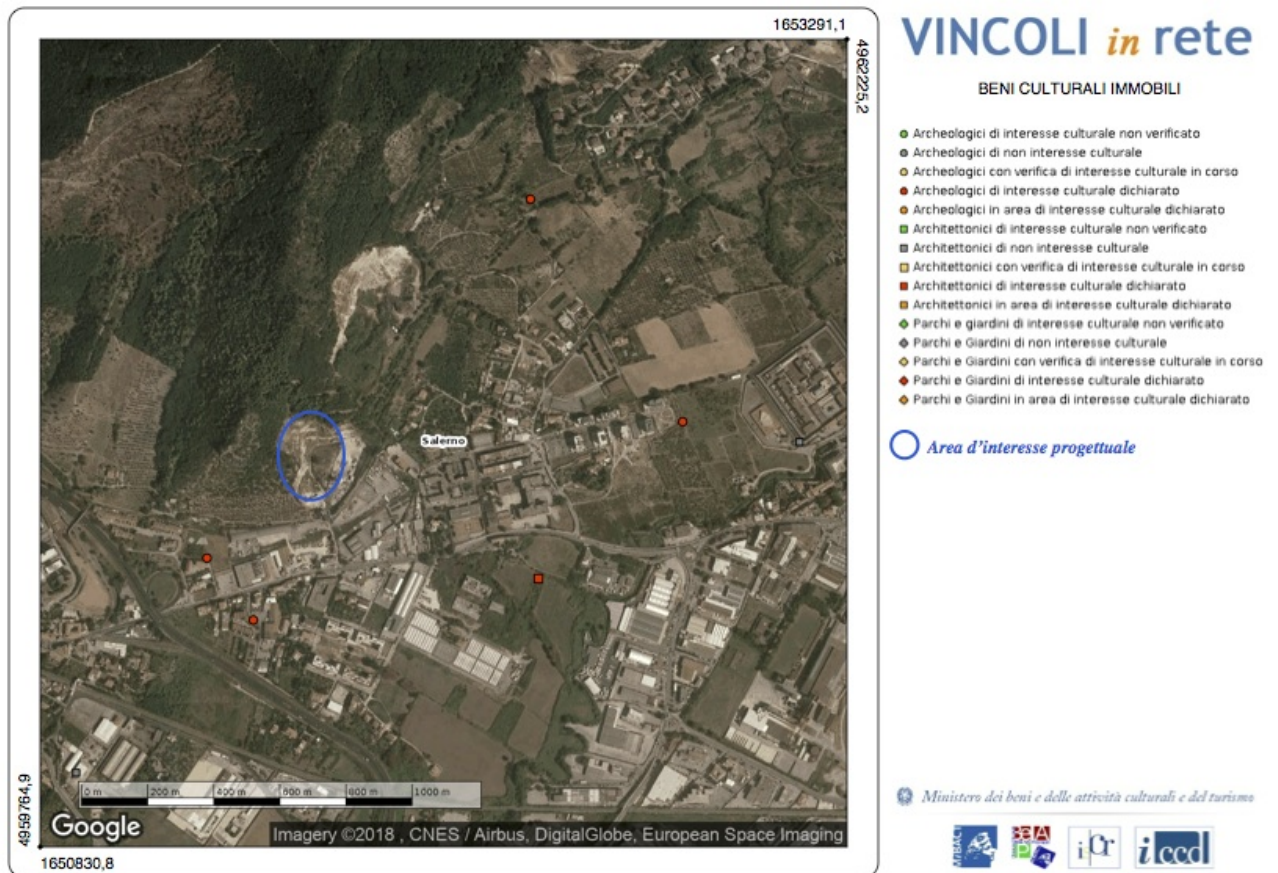 1653291,1
4962225,2
Salerno
0 m 200 m 400 m 600 m 800 m 1000 m
Google
Imagery ©2018 , CNES / Airbus, DigitalGlobe, European Space Imaging
4959764,9
1650830,8
VINCOLI in rete
BENI CULTURALI IMMOBILI
Archeologici di interesse culturale non verificato
Archeologici di non interesse culturale
Archeologici con verifica di interesse culturale in corso
Archeologici di interesse culturale dichiarato
Archeologici in area di interesse culturale dichiarato
Architettonici di interesse culturale non verificato
Architettonici di non interesse culturale
Architettonici con verifica di interesse culturale in corso
Architettonici di interesse culturale dichiarato
Architettonici in area di interesse culturale dichiarato
Parchi e giardini di interesse culturale non verificato
Parchi e Giardini di non interesse culturale
Parchi e Giardini con verifica di interesse culturale in corso
Parchi e Giardini di interesse culturale dichiarato
Parchi e Giardini in area di interesse culturale dichiarato
Area d'interesse progettuale
Ministero dei beni e delle attività culturali e del turismo
MiBACT
iCr
iccd